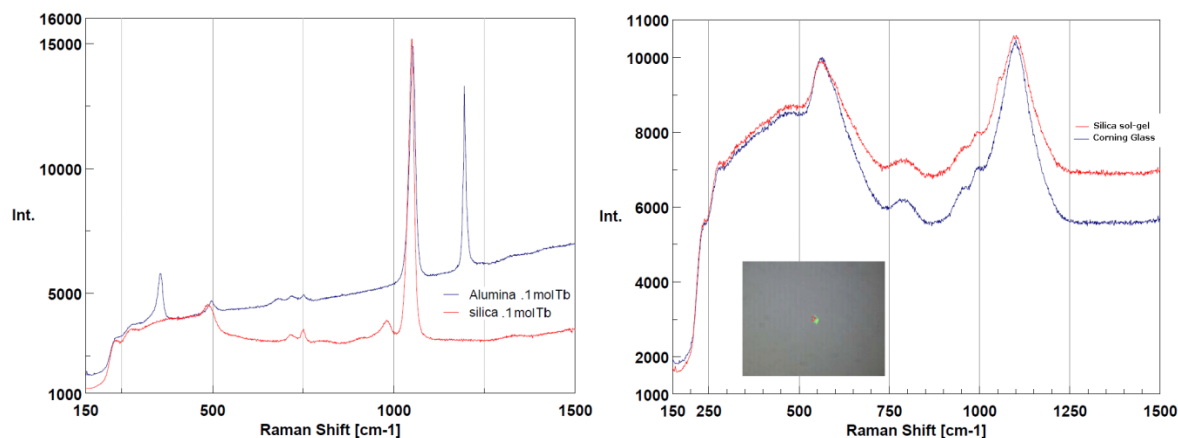 16000
15000
10000
Int.
5000
1000
150
500
1000
1500
Raman Shift [cm-1]
Alumina .1molTb
silica .1molTb
11000
10000
8000
Int.
6000
4000
2000
1000
150
250
500
750
1000
1250
1500
Raman Shift [cm-1]
Silica sol-gel
Corning Glass